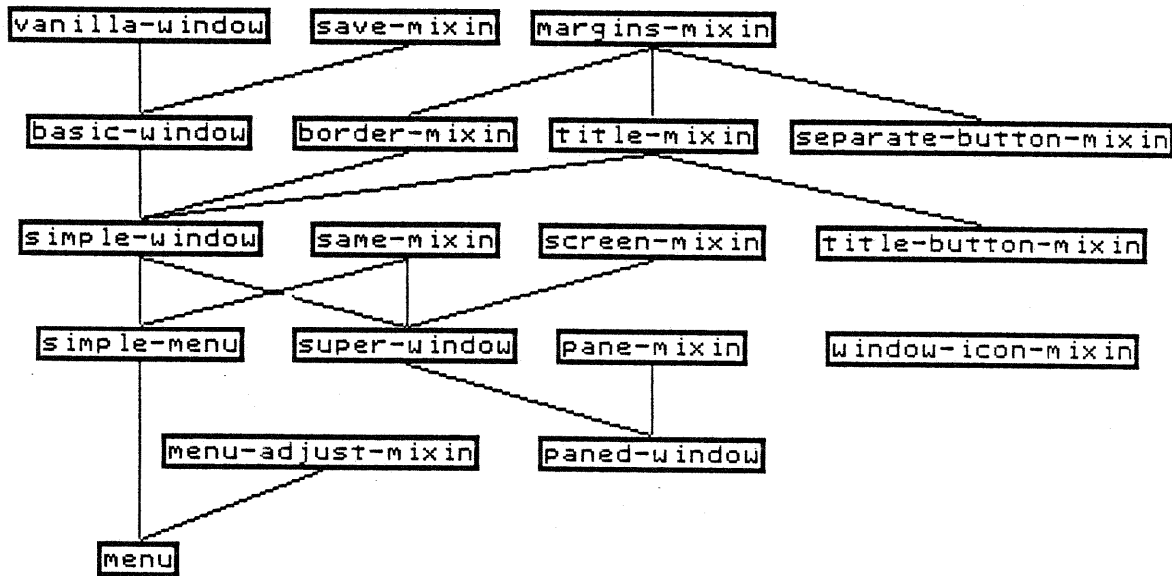 vanilla-window save-mixin margins-mixin
basic-window border-mixin title-mixin separate-button-mixin
simple-window same-mixin screen-mixin title-button-mixin
simple-menu super-window pane-mixin window-icon-mixin
menu-adjust-mixin paned-window
menu